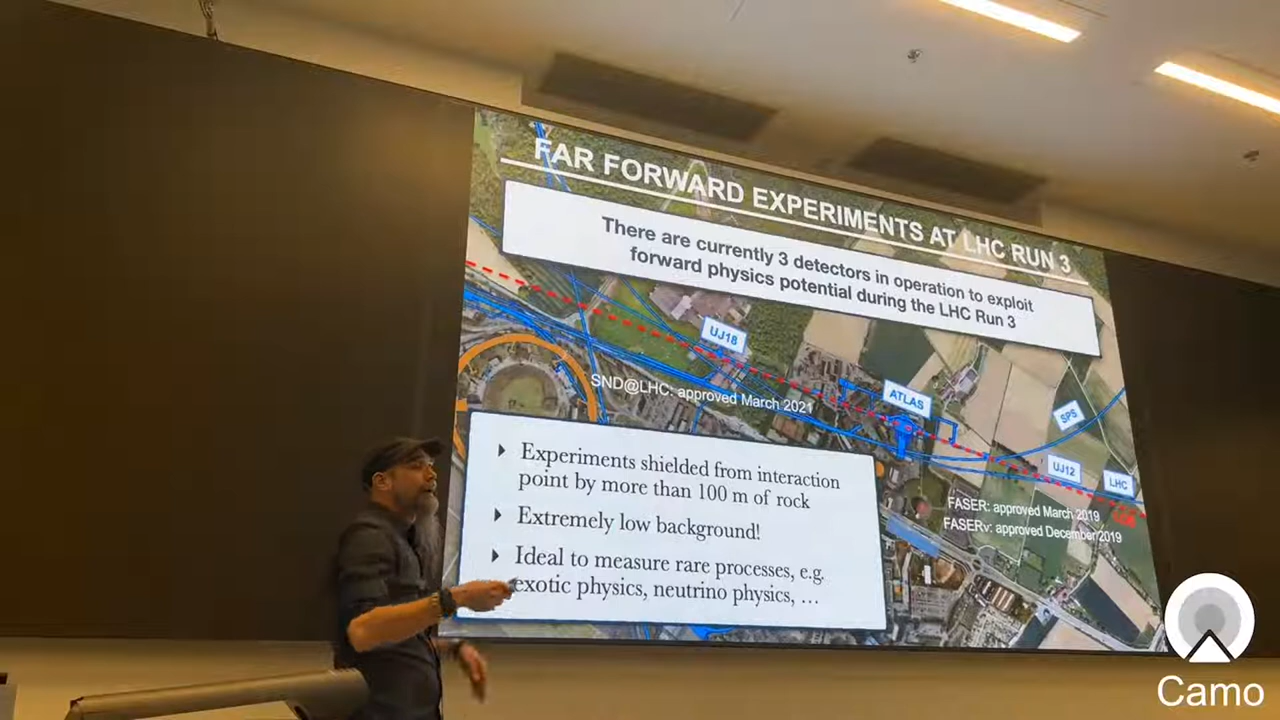 FAR FORWARD EXPERIMENTS AT LHC RUN 3
There are currently 3 detectors in operation to exploit
forward physics potential during the LHC Run 3
UJ18
SND@LHC: approved March 2021
ATLAS
SPS
UJ12
LHC
FASER: approved March 2019
FASERν: approved December 2019
Experiments shielded from interaction
point by more than 100 m of rock
Extremely low background!
Ideal to measure rare processes, e.g.
exotic physics, neutrino physics, …
Camo